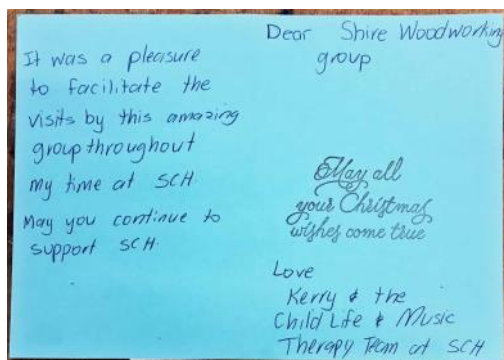 It was a pleasure
to facilitate the
visits by this amazing
group throughout
my time at SCH.
May you continue to
support SCH.
Dear Shire Woodworking
group
May all
your Christmas
wishes come true
Love
Kerry & the
Child Life & Music
Therapy Team at SCH